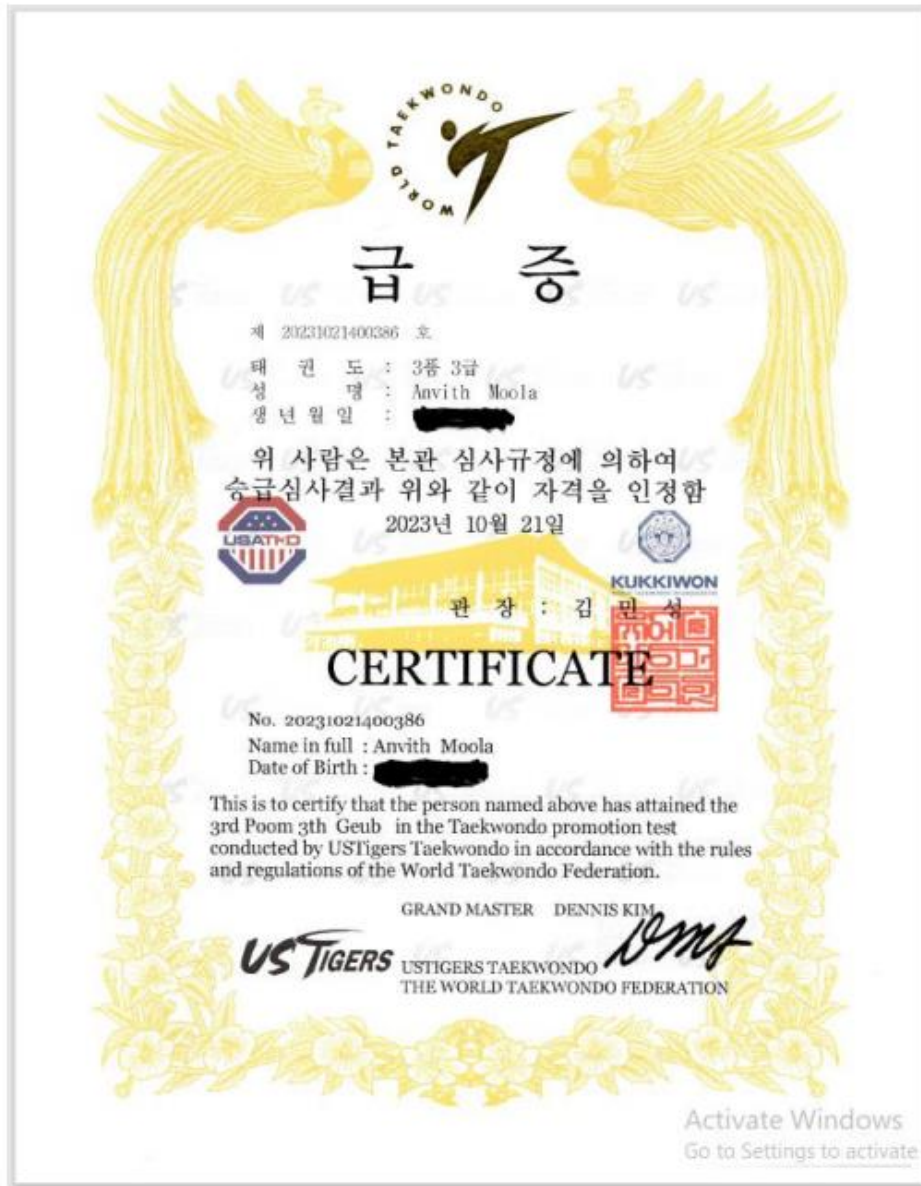 WORLD TAEKWONDO
급 증
제 20231021400386 호
태 권 도 : 3품 3급
성 명 : Anvith Moola
생 년 월 일 :
위 사람은 본관 심사규정에 의하여
승급심사결과 위와 같이 자격을 인정함
2023년 10월 21일
USATKD
KUKKIWON
관 장 : 김 민 성
CERTIFICATE
No. 20231021400386
Name in full : Anvith Moola
Date of Birth :
This is to certify that the person named above has attained the
3rd Poom 3th Geub in the Taekwondo promotion test
conducted by USTigers Taekwondo in accordance with the rules
and regulations of the World Taekwondo Federation.
GRAND MASTER DENNIS KIM
US TIGERS
USTIGERS TAEKWONDO
THE WORLD TAEKWONDO FEDERATION
Activate Windows
Go to Settings to activate